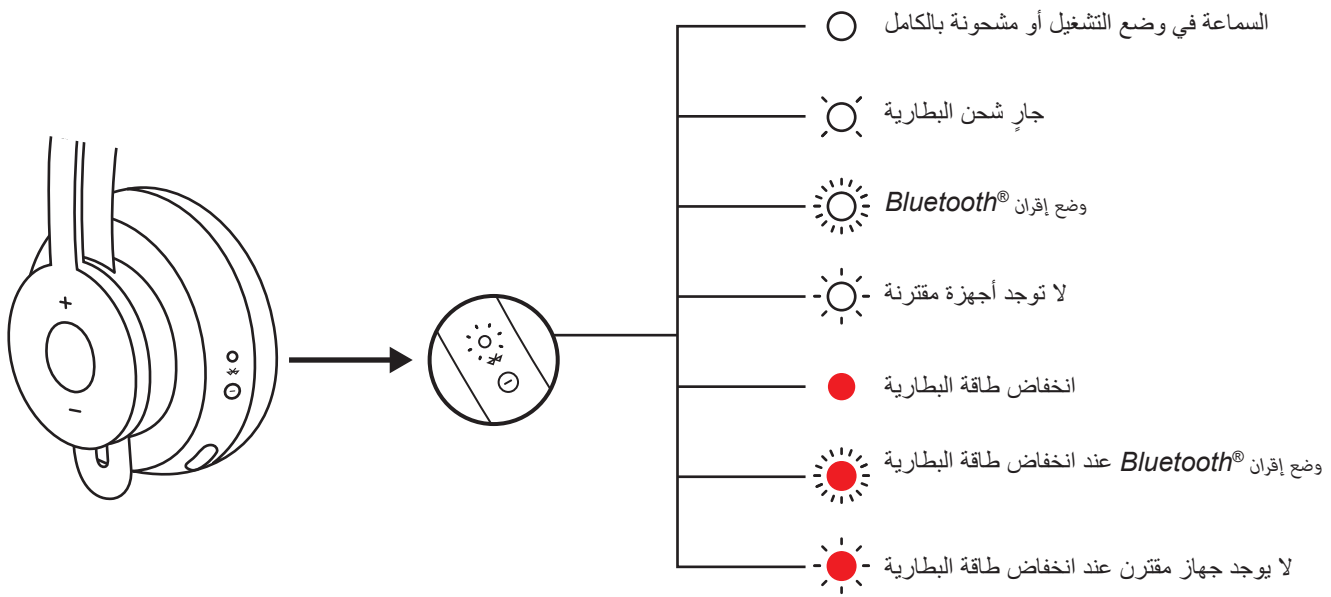 السماعة في وضع التشغيل أو مشحونة بالكامل
جارٍ شحن البطارية
وضع إقران Bluetooth®
لا توجد أجهزة مقترنة
انخفاض طاقة البطارية
وضع إقران Bluetooth® عند انخفاض طاقة البطارية
لا يوجد جهاز مقترن عند انخفاض طاقة البطارية